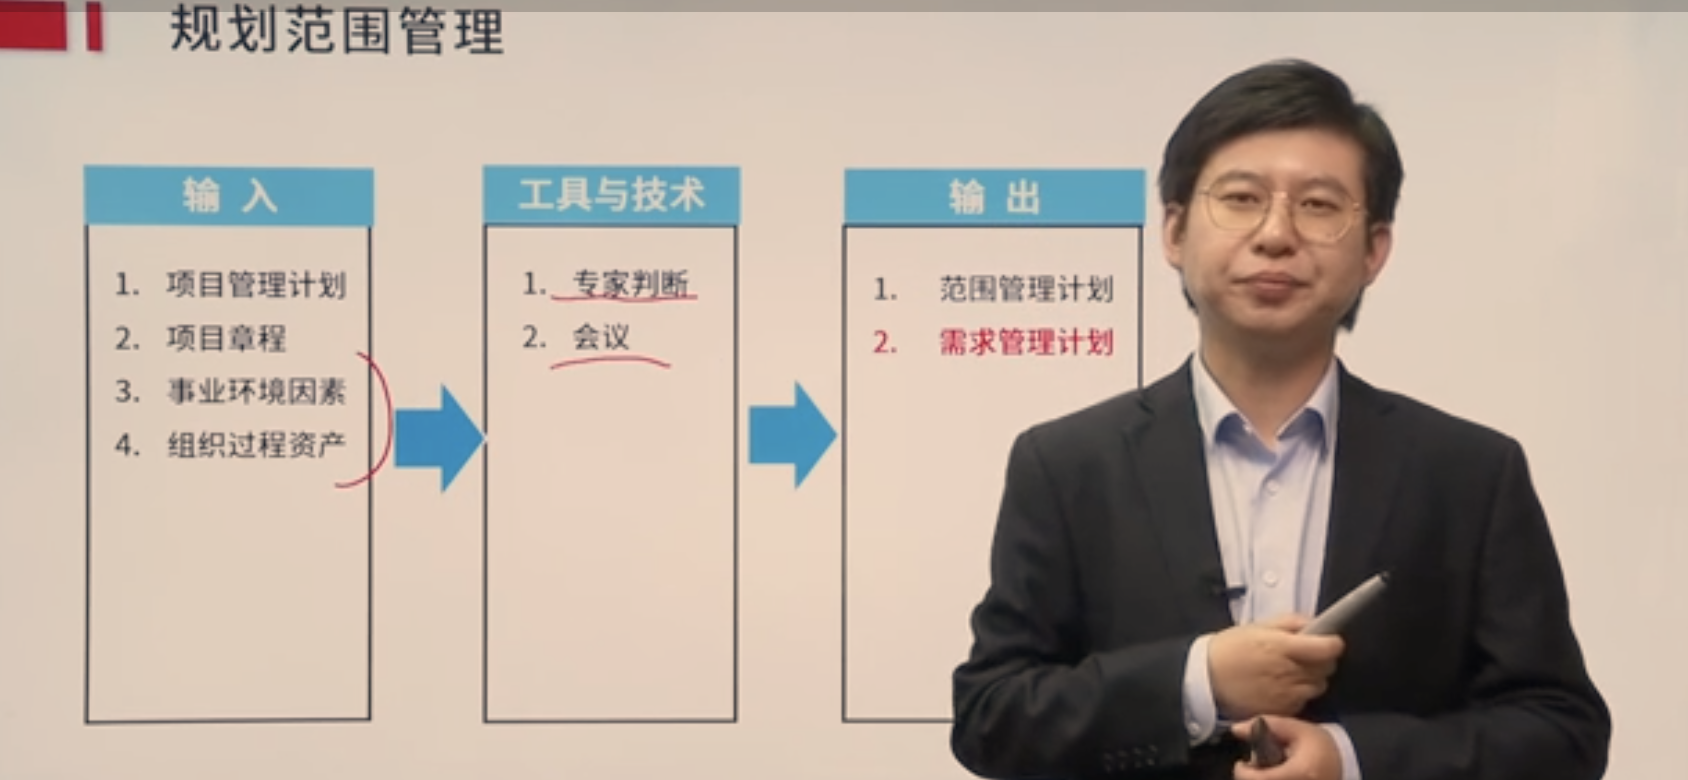 规划范围管理
输入
1. 项目管理计划
2. 项目章程
3. 事业环境因素
4. 组织过程资产
工具与技术
1. 专家判断
2. 会议
输出
1. 范围管理计划
2. 需求管理计划